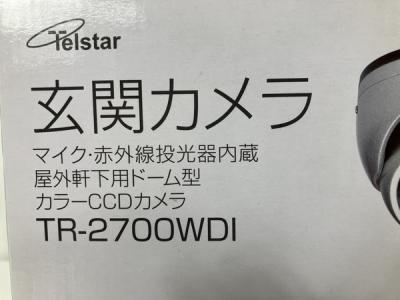 Telstar
玄関カメラ
マイク・赤外線投光器内蔵
屋外軒下用ドーム型
カラーCCDカメラ
TR-2700WDI